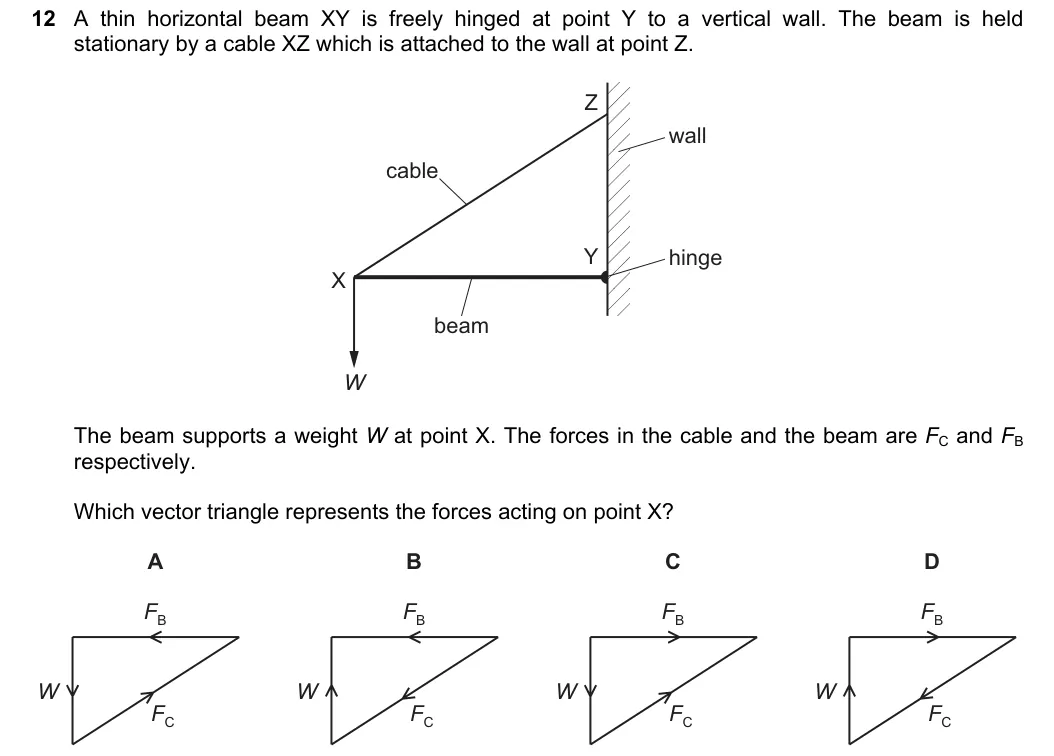 12 A thin horizontal beam XY is freely hinged at point Y to a vertical wall. The beam is held
stationary by a cable XZ which is attached to the wall at point Z.
Z
wall
cable
Y
hinge
X
beam
W
The beam supports a weight W at point X. The forces in the cable and the beam are FC and FB
respectively.
Which vector triangle represents the forces acting on point X?
A B C D
FB FB FB FB
W W W W
FC FC FC FC